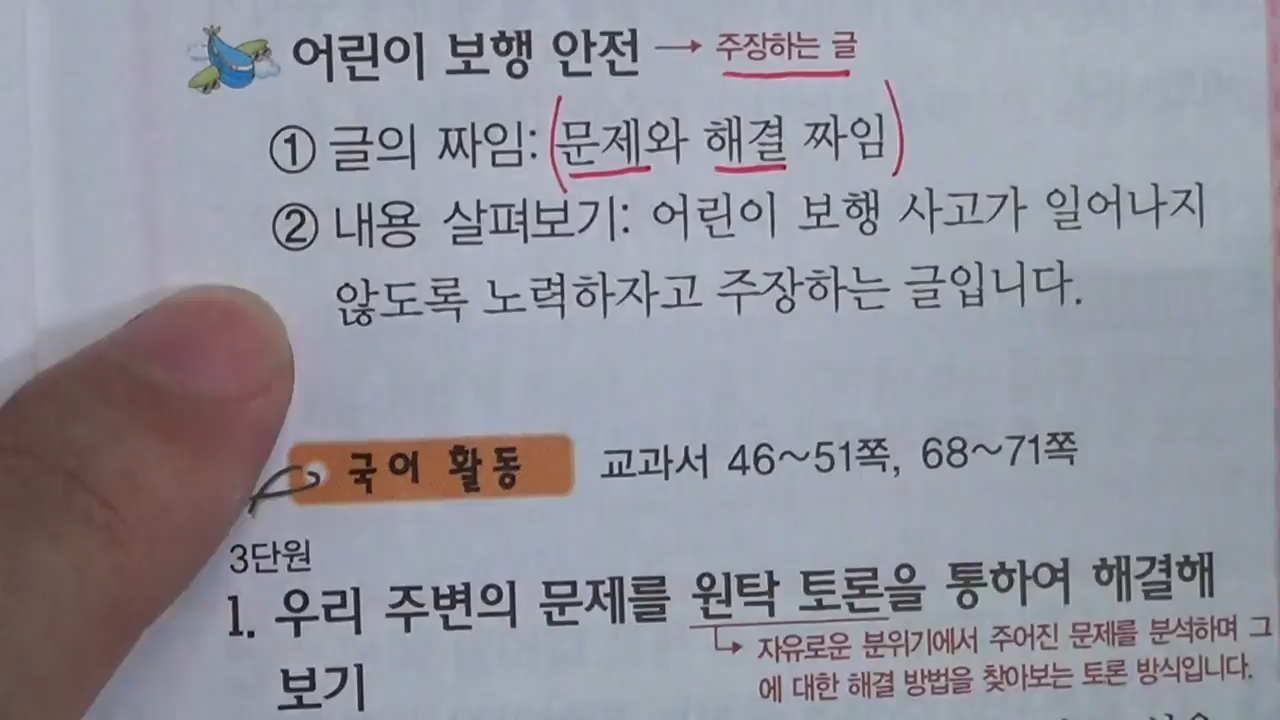 어린이 보행 안전 → 주장하는 글
① 글의 짜임: (문제와 해결 짜임)
② 내용 살펴보기: 어린이 보행 사고가 일어나지
않도록 노력하자고 주장하는 글입니다.
국어 활동 교과서 46~51쪽, 68~71쪽
3단원
1. 우리 주변의 문제를 원탁 토론을 통하여 해결해
자유로운 분위기에서 주어진 문제를 분석하며 그
에 대한 해결 방법을 찾아보는 토론 방식입니다.
보기